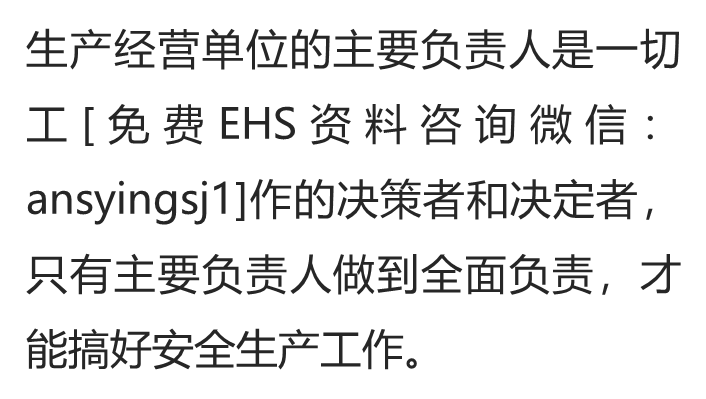 生产经营单位的主要负责人是一切
工[免费EHS资料咨询微信：
ansyingsj1]作的决策者和决定者，
只有主要负责人做到全面负责，才
能搞好安全生产工作。